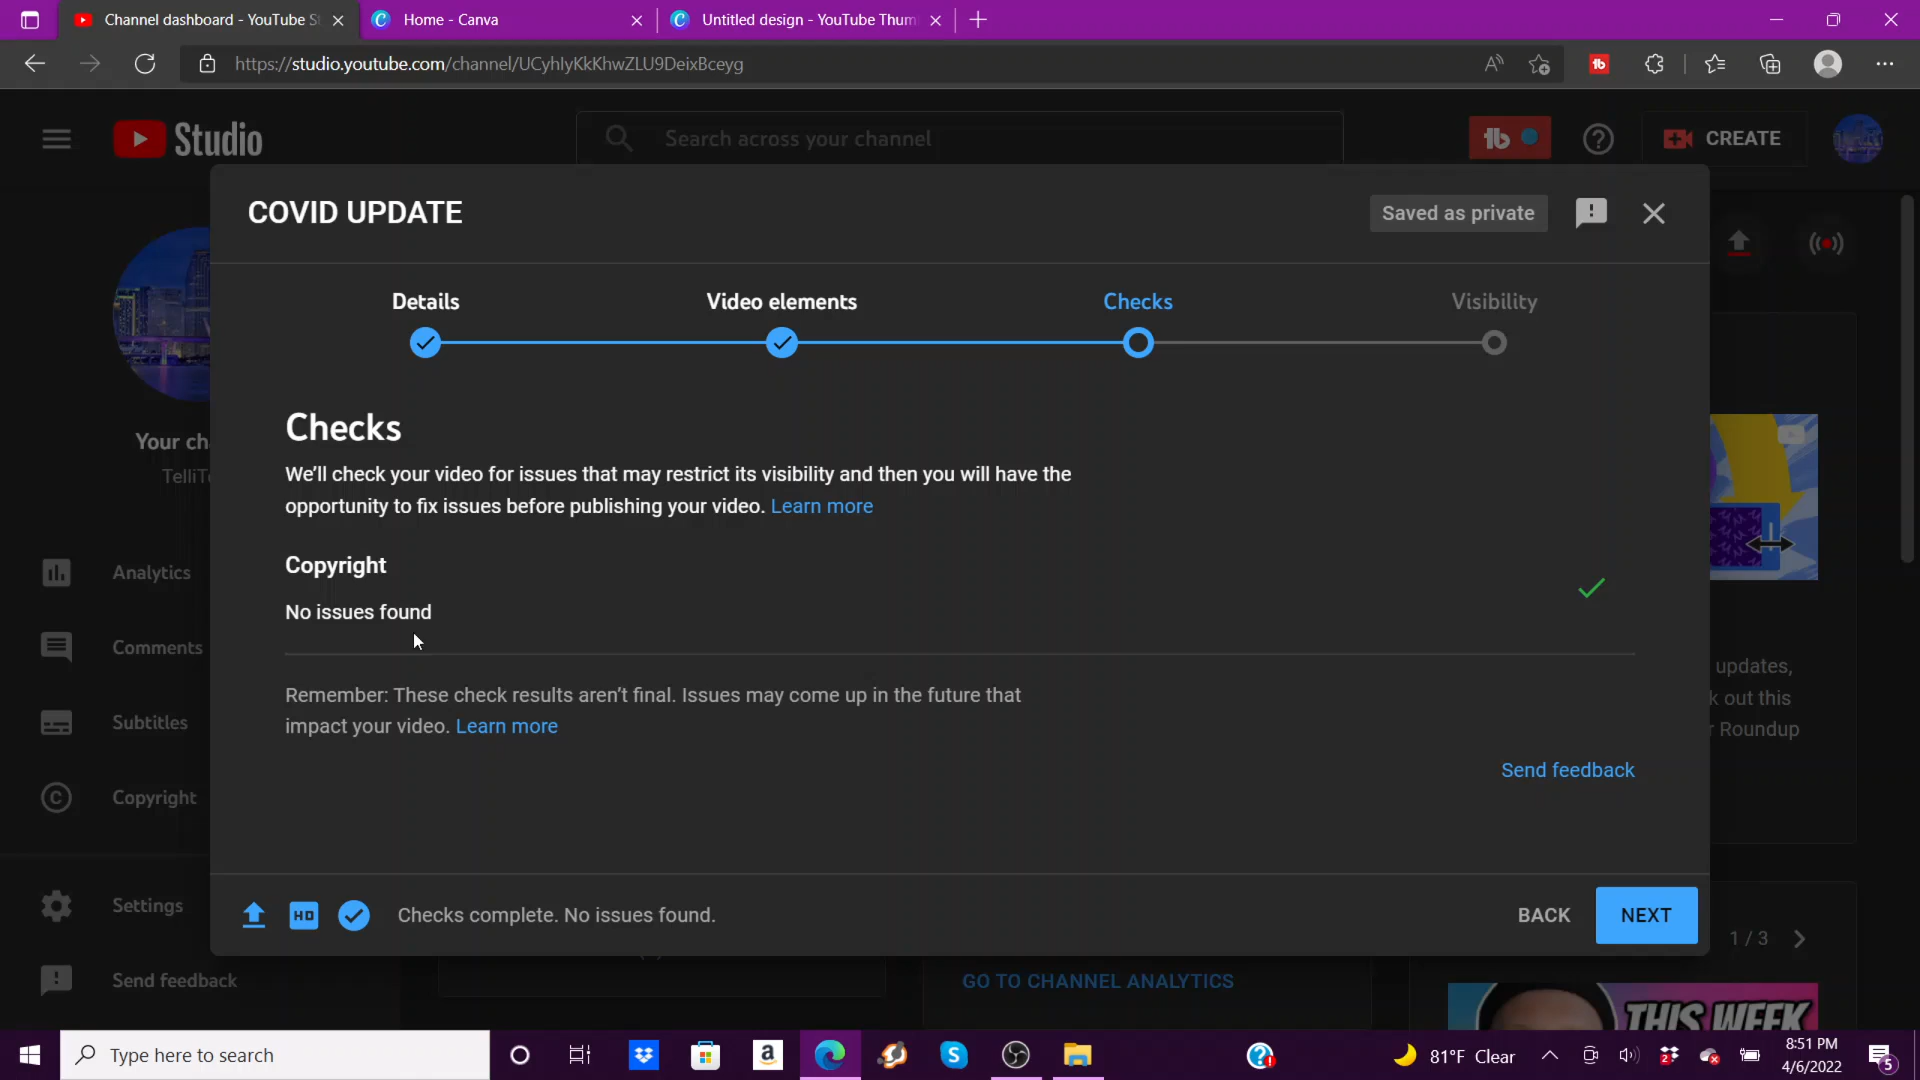 Channel dashboard - YouTube St
Home - Canva
Untitled design - YouTube Thum
https://studio.youtube.com/channel/UCyhlyKkKhwZLU9DeixBceyg
Studio
Search across your channel
tb
CREATE
COVID UPDATE
Saved as private
Details
Video elements
Checks
Visibility
Checks
We'll check your video for issues that may restrict its visibility and then you will have the
opportunity to fix issues before publishing your video. Learn more
Copyright
No issues found
Remember: These check results aren't final. Issues may come up in the future that
impact your video. Learn more
Send feedback
Your ch
Analytics
Comments
Subtitles
Copyright
Settings
Send feedback
updates,
k out this
r Roundup
HD
Checks complete. No issues found.
BACK
NEXT
1 / 3
GO TO CHANNEL ANALYTICS
THIS WEEK
Type here to search
81°F Clear
8:51 PM
4/6/2022
5